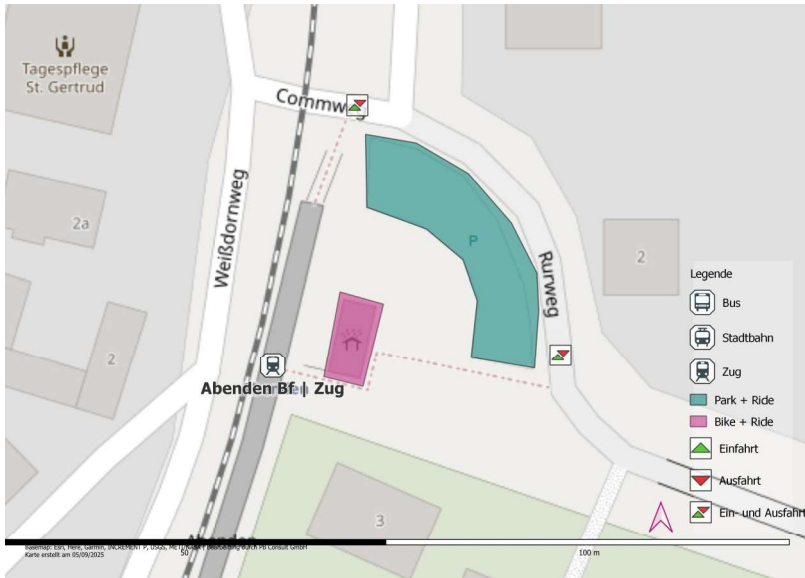 Tagespflege
St. Gertrud
Commweg
2a
Weißdornweg
P
Rurweg
2
2
Abenden Bf | Zug
3
Abenden
Legende
Bus
Stadtbahn
Zug
Park + Ride
Bike + Ride
Einfahrt
Ausfahrt
Ein- und Ausfahrt
50
100 m
Karte erstellt am 05/09/2025